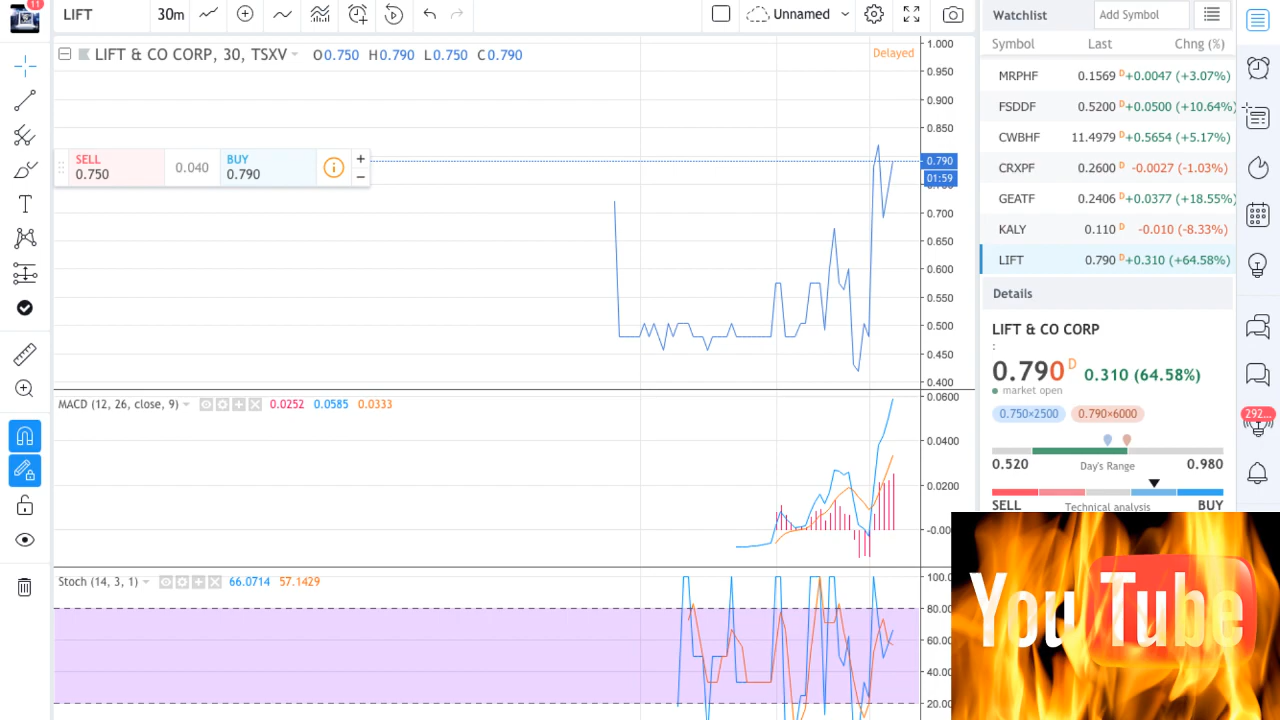 11
LIFT 30m Unnamed
LIFT & CO CORP, 30, TSXV O0.750 H0.790 L0.750 C0.790
Delayed
SELL
0.750
0.040
BUY
0.790
+
−
1.000
0.950
0.900
0.850
0.790
01:59
0.700
0.650
0.600
0.550
0.500
0.450
0.400
MACD (12, 26, close, 9) 0.0252 0.0585 0.0333
0.0600
0.0400
0.0200
-0.00
Stoch (14, 3, 1) 66.0714 57.1429
100.0
80.00
60.00
40.00
20.00
Watchlist Add Symbol
Symbol Last Chng (%)
MRPHF 0.1569 D +0.0047 (+3.07%)
FSDDF 0.5200 D +0.0500 (+10.64%)
CWBHF 11.4979 D +0.5654 (+5.17%)
CRXPF 0.2600 D -0.0027 (-1.03%)
GEATF 0.2406 D +0.0377 (+18.55%)
KALY 0.110 D -0.010 (-8.33%)
LIFT 0.790 D +0.310 (+64.58%)
Details
LIFT & CO CORP
:
0.790 D 0.310 (64.58%)
market open
0.750×2500 0.790×6000
0.520 Day's Range 0.980
SELL Technical analysis BUY
292...
YouTube